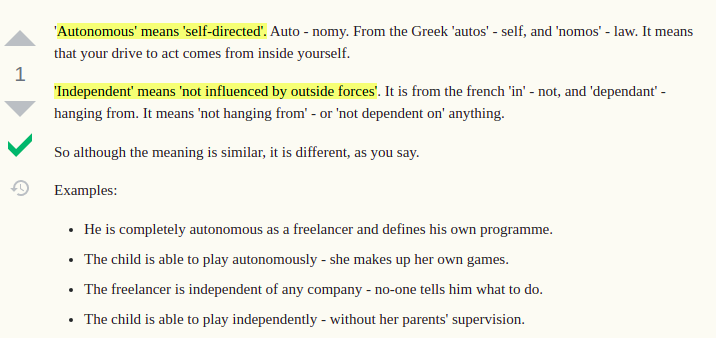 'Autonomous' means 'self-directed'. Auto - nomy. From the Greek 'autos' - self, and 'nomos' - law. It means
that your drive to act comes from inside yourself.
1
'Independent' means 'not influenced by outside forces'. It is from the french 'in' - not, and 'dependant' -
hanging from. It means 'not hanging from' - or 'not dependent on' anything.
So although the meaning is similar, it is different, as you say.
Examples:
• He is completely autonomous as a freelancer and defines his own programme.
• The child is able to play autonomously - she makes up her own games.
• The freelancer is independent of any company - no-one tells him what to do.
• The child is able to play independently - without her parents' supervision.